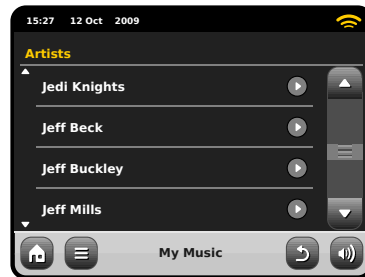 15:27 12 Oct 2009
Artists
Jedi Knights
Jeff Beck
Jeff Buckley
Jeff Mills
My Music